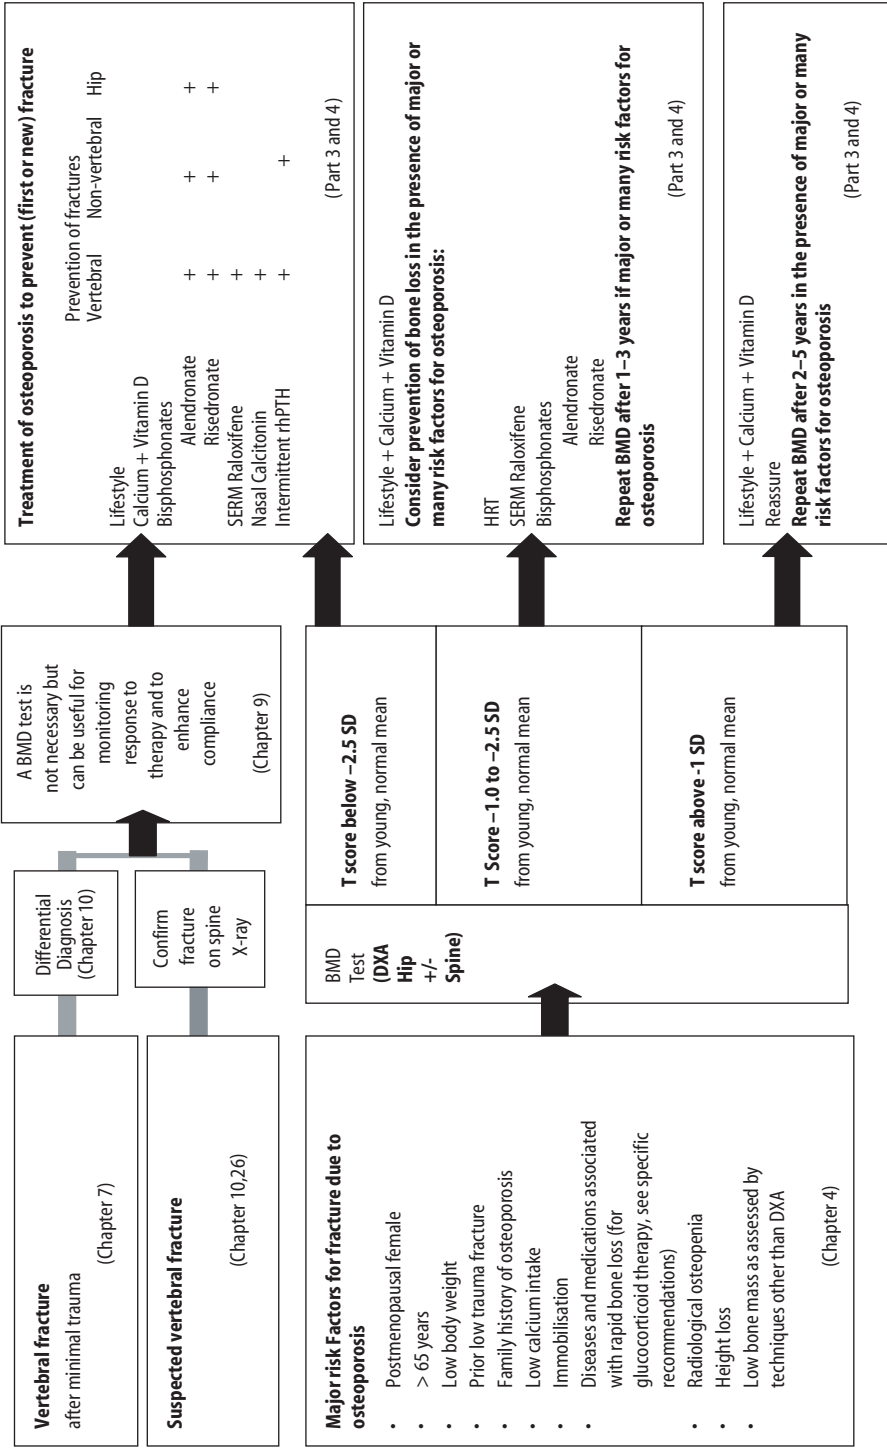 Vertebral fracture
after minimal trauma
(Chapter 7)
Suspected vertebral fracture
(Chapter 10,26)
Differential
Diagnosis
(Chapter 10)
Confirm
fracture
on spine
X-ray
A BMD test is
not necessary but
can be useful for
monitoring
response to
therapy and to
enhance
compliance
(Chapter 9)
Treatment of osteoporosis to prevent (first or new) fracture
Prevention of fractures
Vertebral Non-vertebral Hip
Lifestyle
Calcium + Vitamin D
Bisphosphonates
Alendronate + + +
Risedronate + + +
SERM Raloxifene +
Nasal Calcitonin +
Intermittent rhPTH + +
(Part 3 and 4)
Major risk Factors for fracture due to
osteoporosis
• Postmenopausal female
• > 65 years
• Low body weight
• Prior low trauma fracture
• Family history of osteoporosis
• Low calcium intake
• Immobilisation
• Diseases and medications associated
with rapid bone loss (for
glucocorticoid therapy, see specific
recommendations)
• Radiological osteopenia
• Height loss
• Low bone mass as assessed by
techniques other than DXA
(Chapter 4)
BMD
Test
(DXA
Hip
+/-
Spine)
T score below –2.5 SD
from young, normal mean
T Score –1.0 to –2.5 SD
from young, normal mean
T score above -1 SD
from young, normal mean
Lifestyle + Calcium + Vitamin D
Consider prevention of bone loss in the presence of major or
many risk factors for osteoporosis:
HRT
SERM Raloxifene
Bisphosphonates
Alendronate
Risedronate
Repeat BMD after 1–3 years if major or many risk factors for
osteoporosis
(Part 3 and 4)
Lifestyle + Calcium + Vitamin D
Reassure
Repeat BMD after 2–5 years in the presence of major or many
risk factors for osteoporosis
(Part 3 and 4)